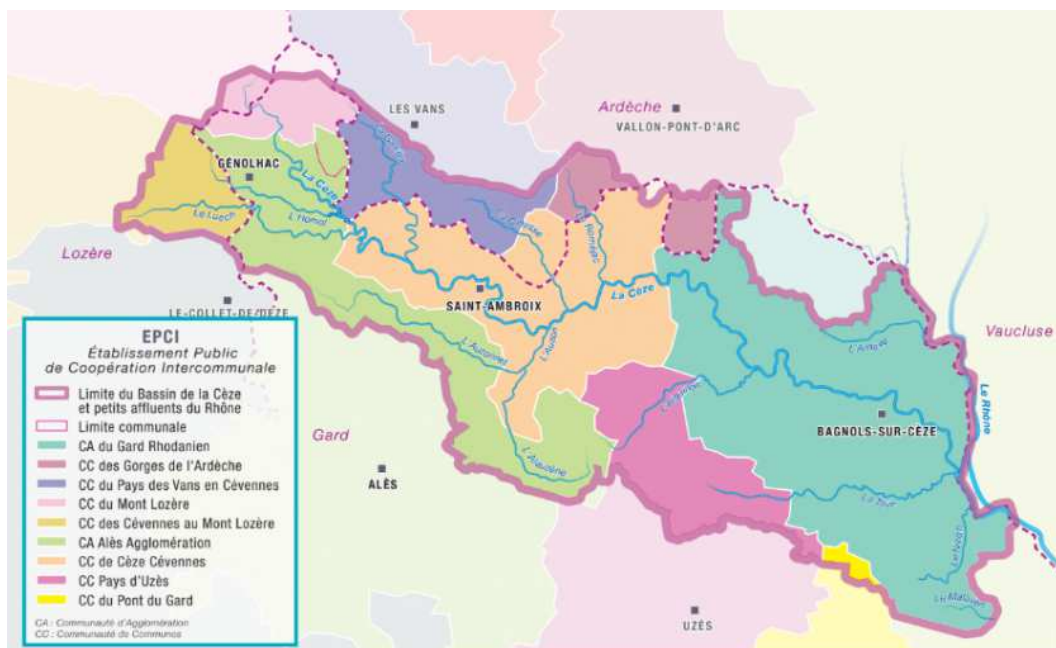 LES VANS
Ardèche
VALLON-PONT-D'ARC
GÉNOLHAC
La Cèze
L'Homol
Le Luech
Lozère
SAINT-AMBROIX
La Cèze
LE-COLLET-DE-DÈZE
L'Auzonnet
L'Auzon
Vaucluse
Le Rhône
BAGNOLS-SUR-CÈZE
Gard
ALÈS
L'Alauzène
La Tave
UZÈS
EPCI
Établissement Public
de Coopération Intercommunale
Limite du Bassin de la Cèze
et petits affluents du Rhône
Limite communale
CA du Gard Rhodanien
CC des Gorges de l'Ardèche
CC du Pays des Vans en Cévennes
CC du Mont Lozère
CC des Cévennes au Mont Lozère
CA Alès Agglomération
CC de Cèze Cévennes
CC Pays d'Uzès
CC du Pont du Gard
CA : Communauté d'Agglomération
CC : Communauté de Communes